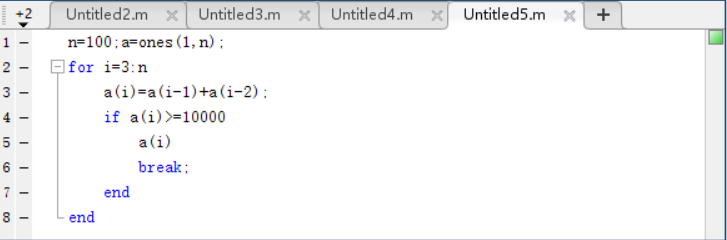 +2 Untitled2.m × Untitled3.m × Untitled4.m × Untitled5.m × +
1 – n=100;a=ones(1,n);
2 – for i=3:n
3 – a(i)=a(i-1)+a(i-2);
4 – if a(i)>=10000
5 – a(i)
6 – break;
7 – end
8 – end